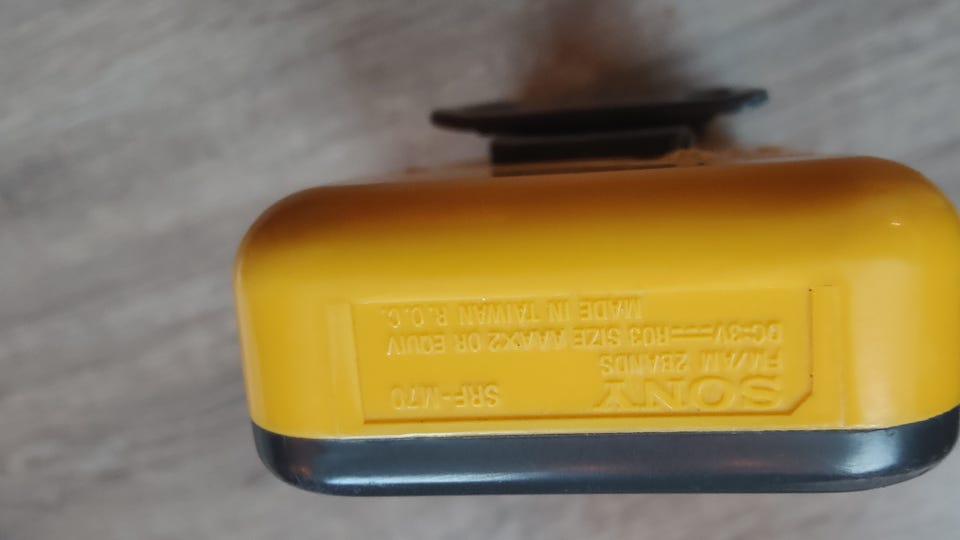 SONY SRF-M70
FM/AM 2BANDS
DC⎓3V R03 SIZE AAAX2 OR EQUIV
MADE IN TAIWAN R.O.C.